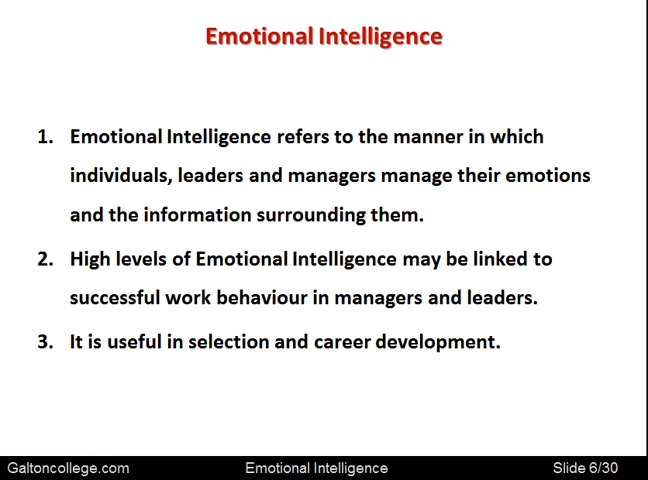 Emotional Intelligence
1. Emotional Intelligence refers to the manner in which
individuals, leaders and managers manage their emotions
and the information surrounding them.
2. High levels of Emotional Intelligence may be linked to
successful work behaviour in managers and leaders.
3. It is useful in selection and career development.
Galtoncollege.com Emotional Intelligence Slide 6/30